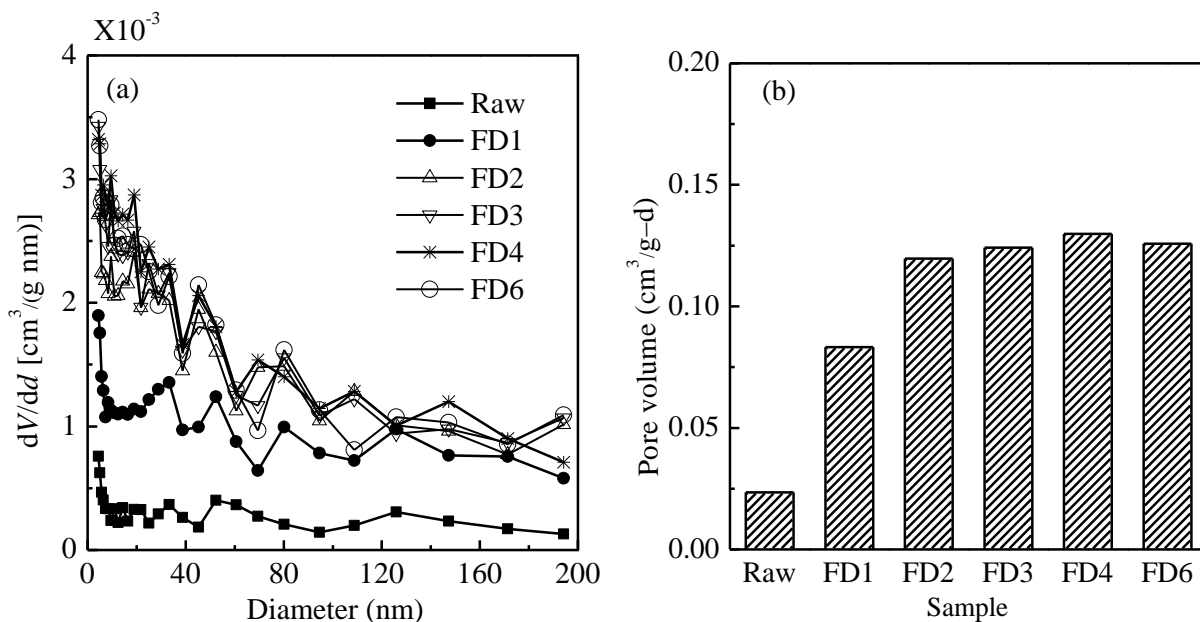 X10⁻³
4
3
2
1
0
dV/dd [cm³/(g nm)]
(a)
Raw
FD1
FD2
FD3
FD4
FD6
0 40 80 120 160 200
Diameter (nm)
0.20
0.15
0.10
0.05
0.00
Pore volume (cm³/g–d)
(b)
Raw FD1 FD2 FD3 FD4 FD6
Sample